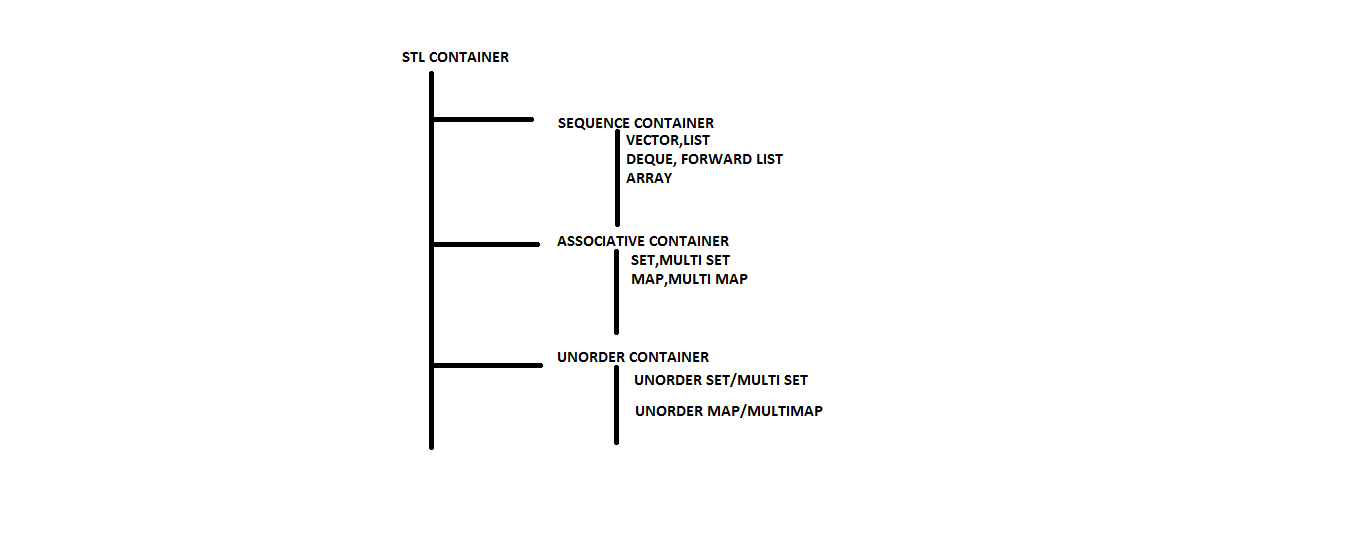 STL CONTAINER
SEQUENCE CONTAINER
VECTOR,LIST
DEQUE, FORWARD LIST
ARRAY
ASSOCIATIVE CONTAINER
SET,MULTI SET
MAP,MULTI MAP
UNORDER CONTAINER
UNORDER SET/MULTI SET
UNORDER MAP/MULTIMAP